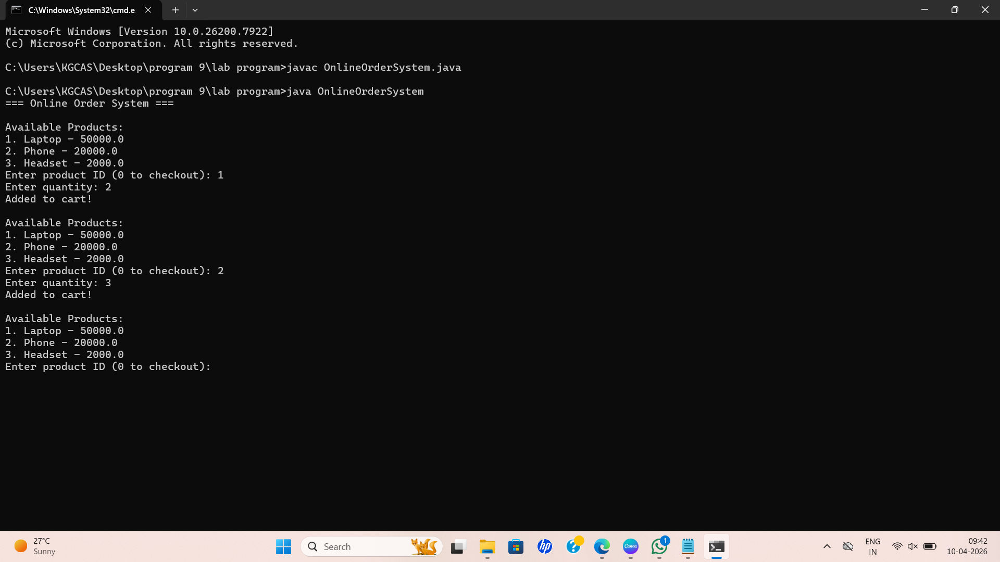 C:\Windows\System32\cmd.e
Microsoft Windows [Version 10.0.26200.7922]
(c) Microsoft Corporation. All rights reserved.
C:\Users\KGCAS\Desktop\program 9\lab program>javac OnlineOrderSystem.java
C:\Users\KGCAS\Desktop\program 9\lab program>java OnlineOrderSystem
=== Online Order System ===
Available Products:
1. Laptop - 50000.0
2. Phone - 20000.0
3. Headset - 2000.0
Enter product ID (0 to checkout): 1
Enter quantity: 2
Added to cart!
Available Products:
1. Laptop - 50000.0
2. Phone - 20000.0
3. Headset - 2000.0
Enter product ID (0 to checkout): 2
Enter quantity: 3
Added to cart!
Available Products:
1. Laptop - 50000.0
2. Phone - 20000.0
3. Headset - 2000.0
Enter product ID (0 to checkout):
27°C
Sunny
Search
hp
Canva
1
ENG
IN
09:42
10-04-2026